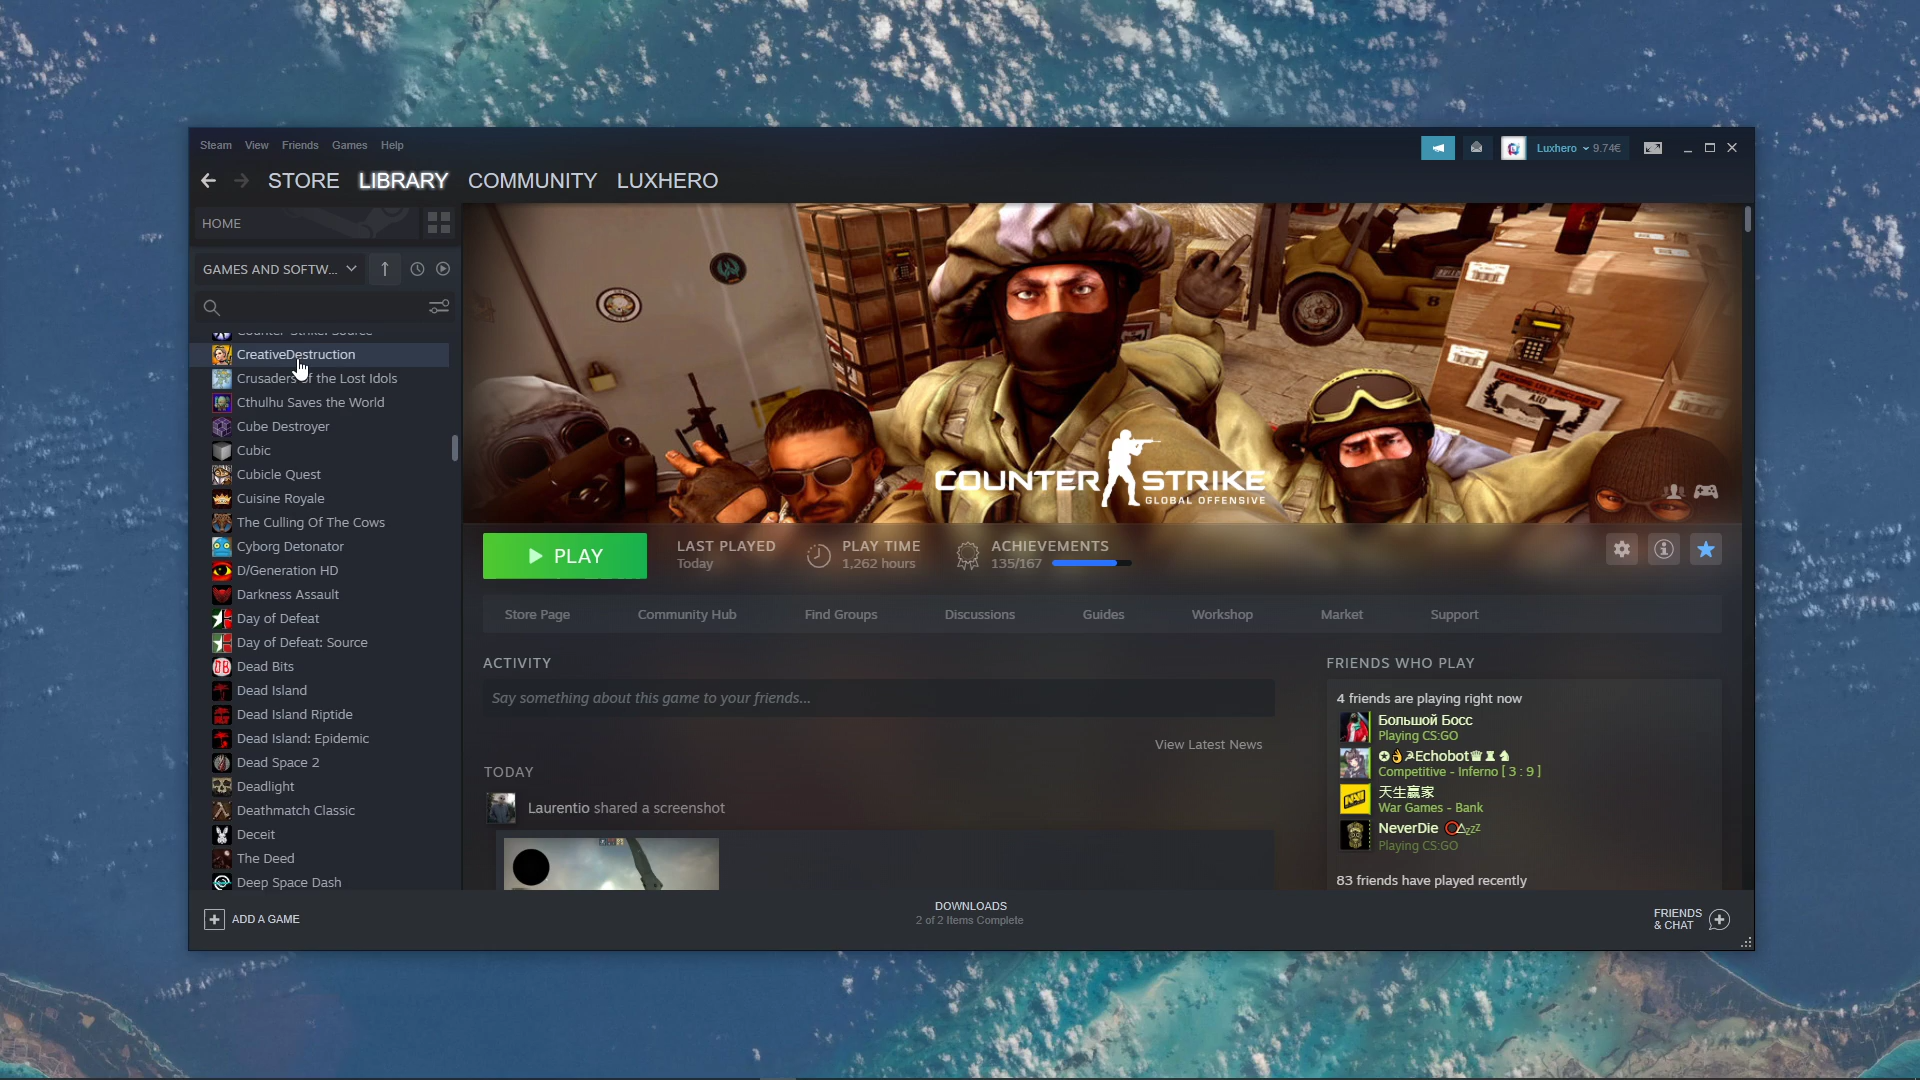 Steam View Friends Games Help
Luxhero 9.74€
STORE LIBRARY COMMUNITY LUXHERO
HOME
GAMES AND SOFTW...
Counter-Strike: Source
CreativeDestruction
Crusaders of the Lost Idols
Cthulhu Saves the World
Cube Destroyer
Cubic
Cubicle Quest
Cuisine Royale
The Culling Of The Cows
Cyborg Detonator
D/Generation HD
Darkness Assault
Day of Defeat
Day of Defeat: Source
Dead Bits
Dead Island
Dead Island Riptide
Dead Island: Epidemic
Dead Space 2
Deadlight
Deathmatch Classic
Deceit
The Deed
Deep Space Dash
COUNTER STRIKE
GLOBAL OFFENSIVE
PLAY
LAST PLAYED
Today
PLAY TIME
1,262 hours
ACHIEVEMENTS
135/167
Store Page Community Hub Find Groups Discussions Guides Workshop Market Support
ACTIVITY
Say something about this game to your friends...
View Latest News
TODAY
Laurentio shared a screenshot
FRIENDS WHO PLAY
4 friends are playing right now
Большой Босс
Playing CS:GO
✪👌☭Echobot♛♜♞
Competitive - Inferno [ 3 : 9 ]
天生赢家
War Games - Bank
NeverDie ⭕△zzZ
Playing CS:GO
83 friends have played recently
ADD A GAME
DOWNLOADS
2 of 2 Items Complete
FRIENDS
& CHAT